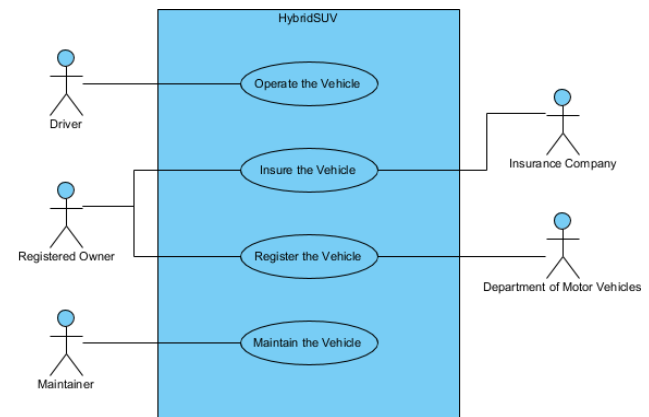 HybridSUV
Operate the Vehicle
Driver
Insure the Vehicle
Insurance Company
Registered Owner
Register the Vehicle
Department of Motor Vehicles
Maintain the Vehicle
Maintainer